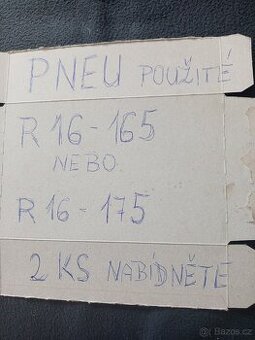 PNEU POUŽITÉ
R 16-165
NEBO
R 16-175
2 KS NABÍDNĚTE
Bazos.cz